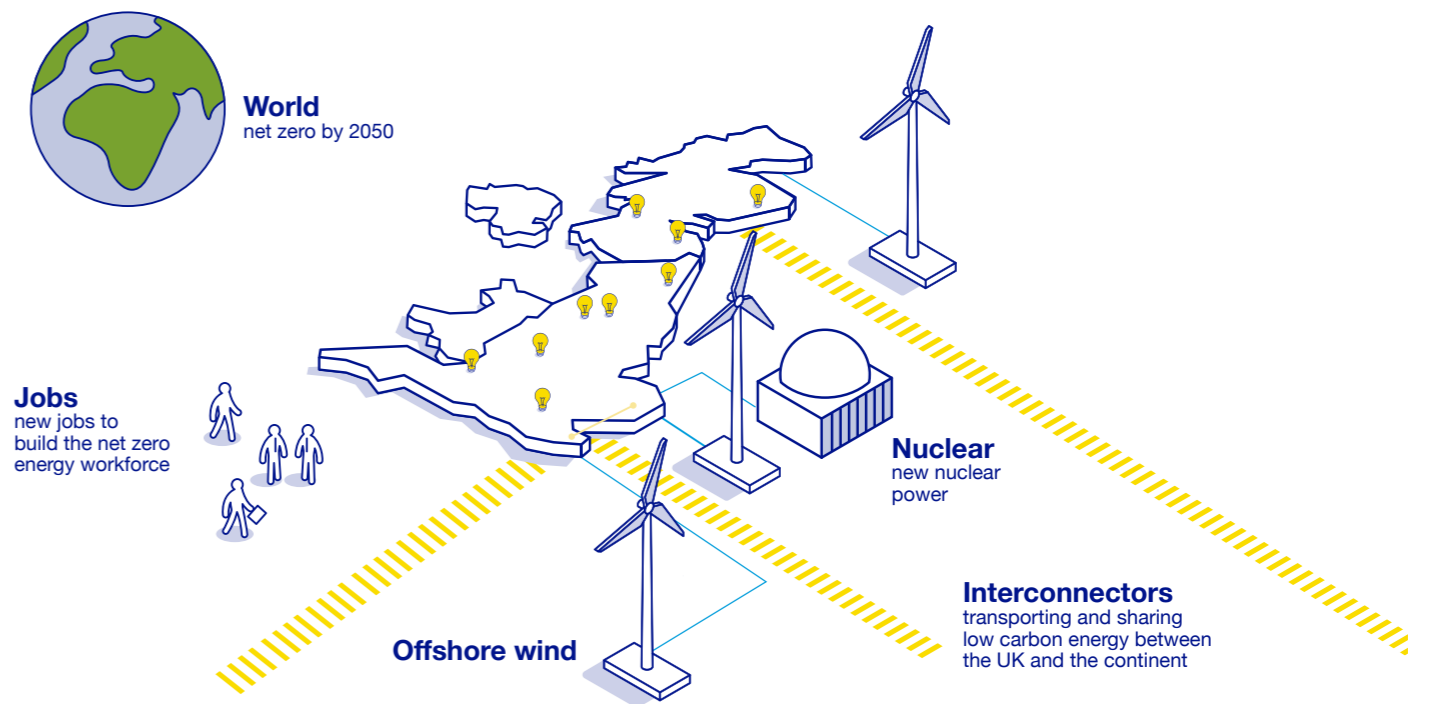 World
net zero by 2050
Jobs
new jobs to
build the net zero
energy workforce
Nuclear
new nuclear
power
Interconnectors
transporting and sharing
low carbon energy between
the UK and the continent
Offshore wind